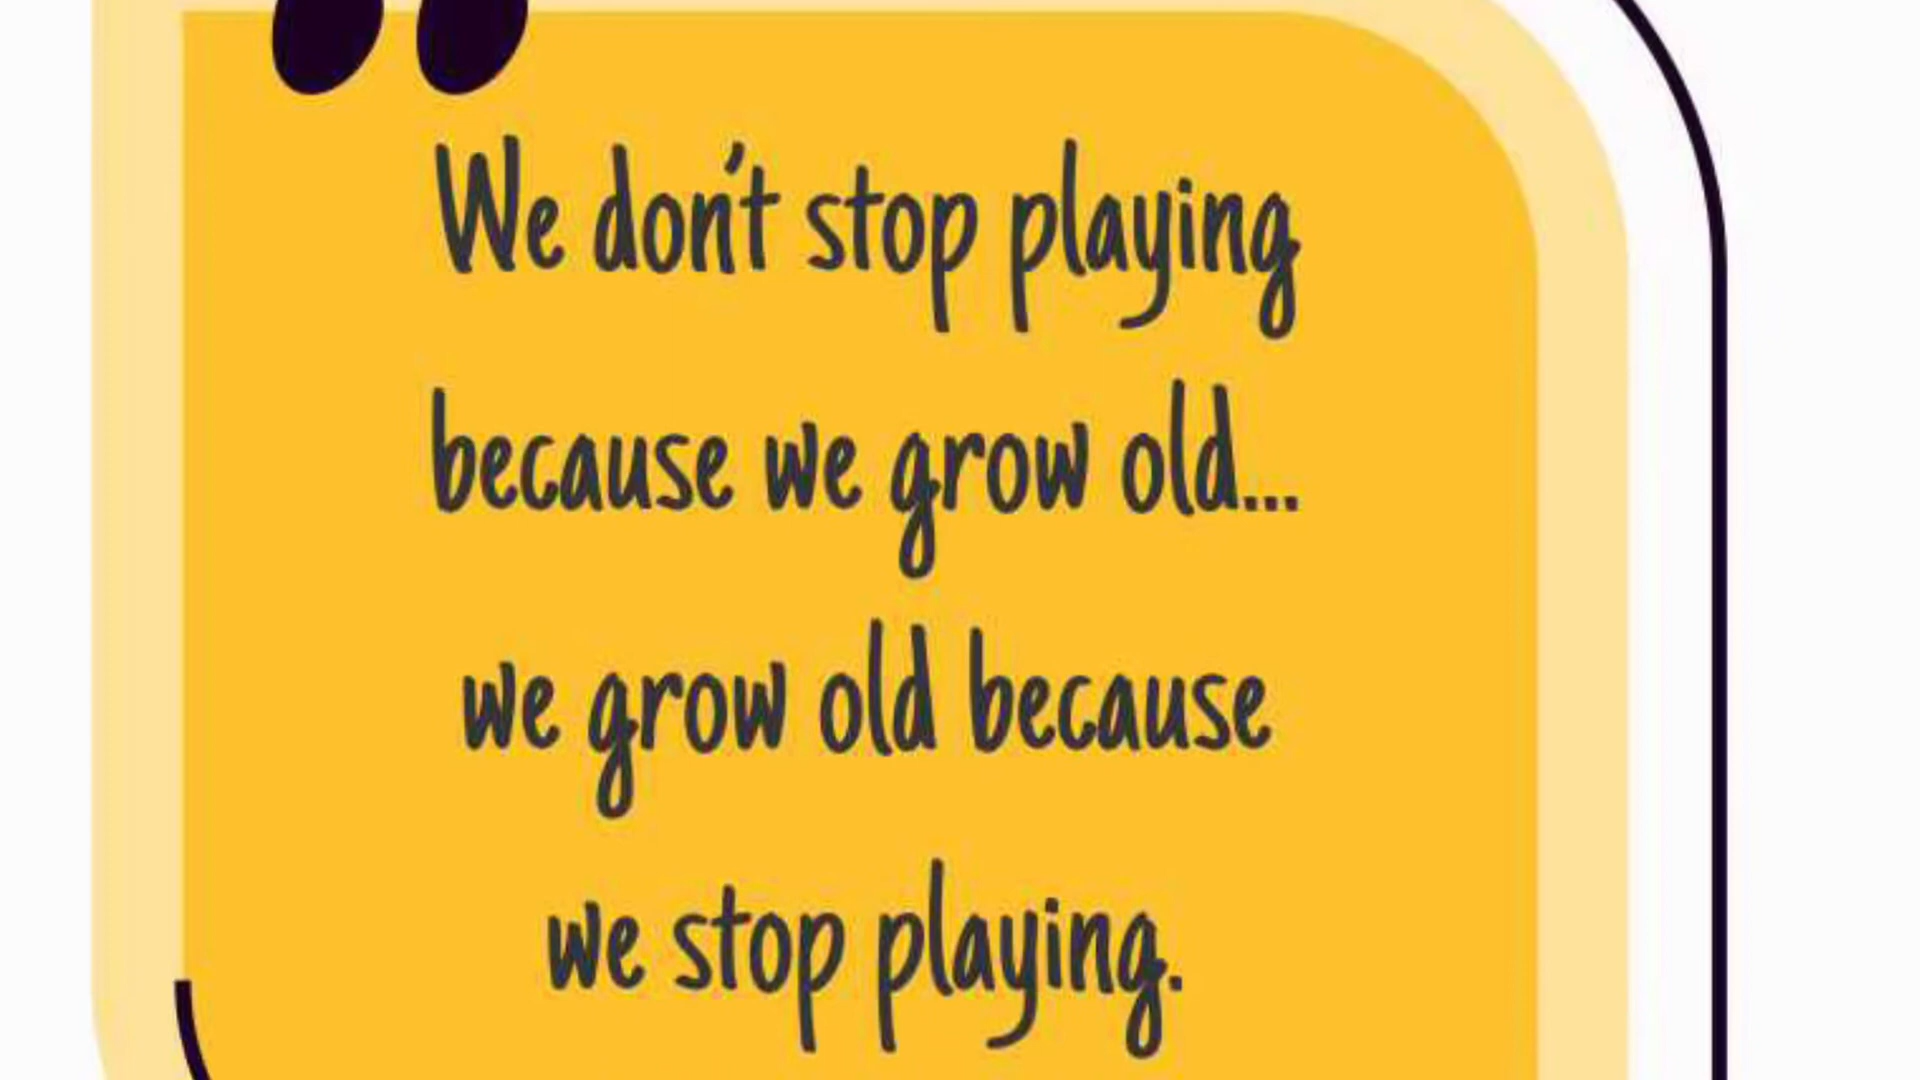 We don't stop playing
because we grow old...
we grow old because
we stop playing.